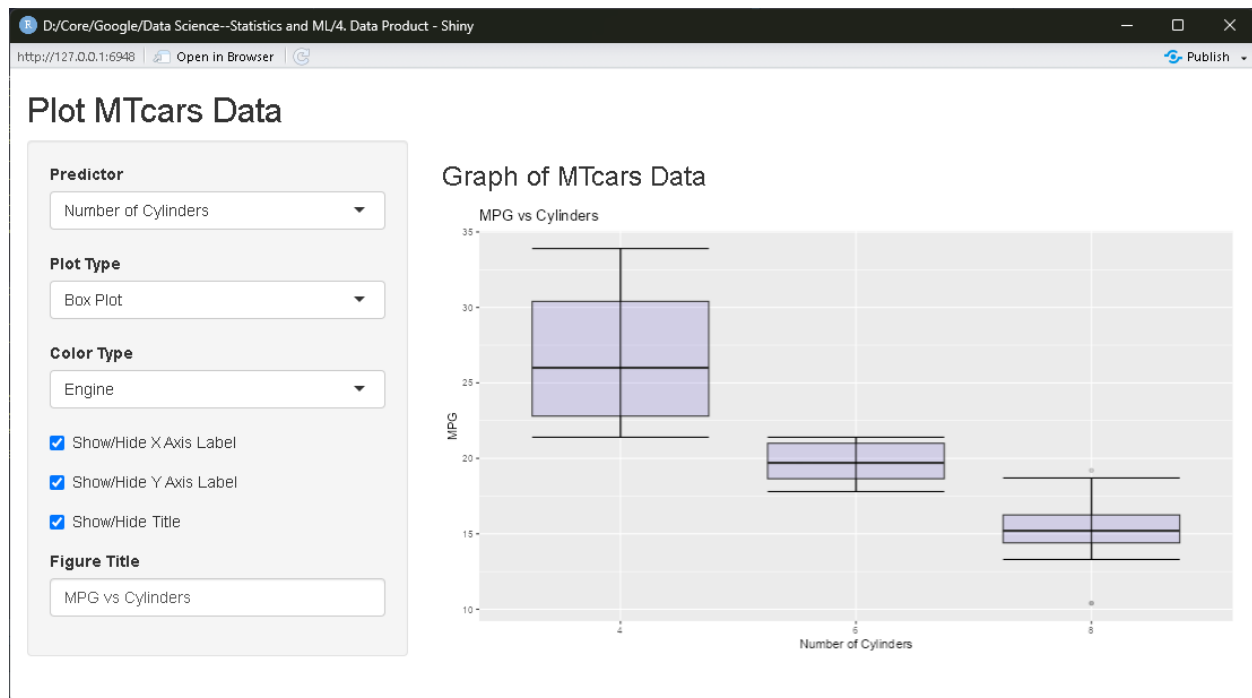 D:/Core/Google/Data Science--Statistics and ML/4. Data Product - Shiny
http://127.0.0.1:6948
Open in Browser
Publish
Plot MTcars Data
Predictor
Number of Cylinders
Plot Type
Box Plot
Color Type
Engine
Show/Hide X Axis Label
Show/Hide Y Axis Label
Show/Hide Title
Figure Title
MPG vs Cylinders
Graph of MTcars Data
MPG vs Cylinders
35
30
25
20
15
10
MPG
4 6 8
Number of Cylinders